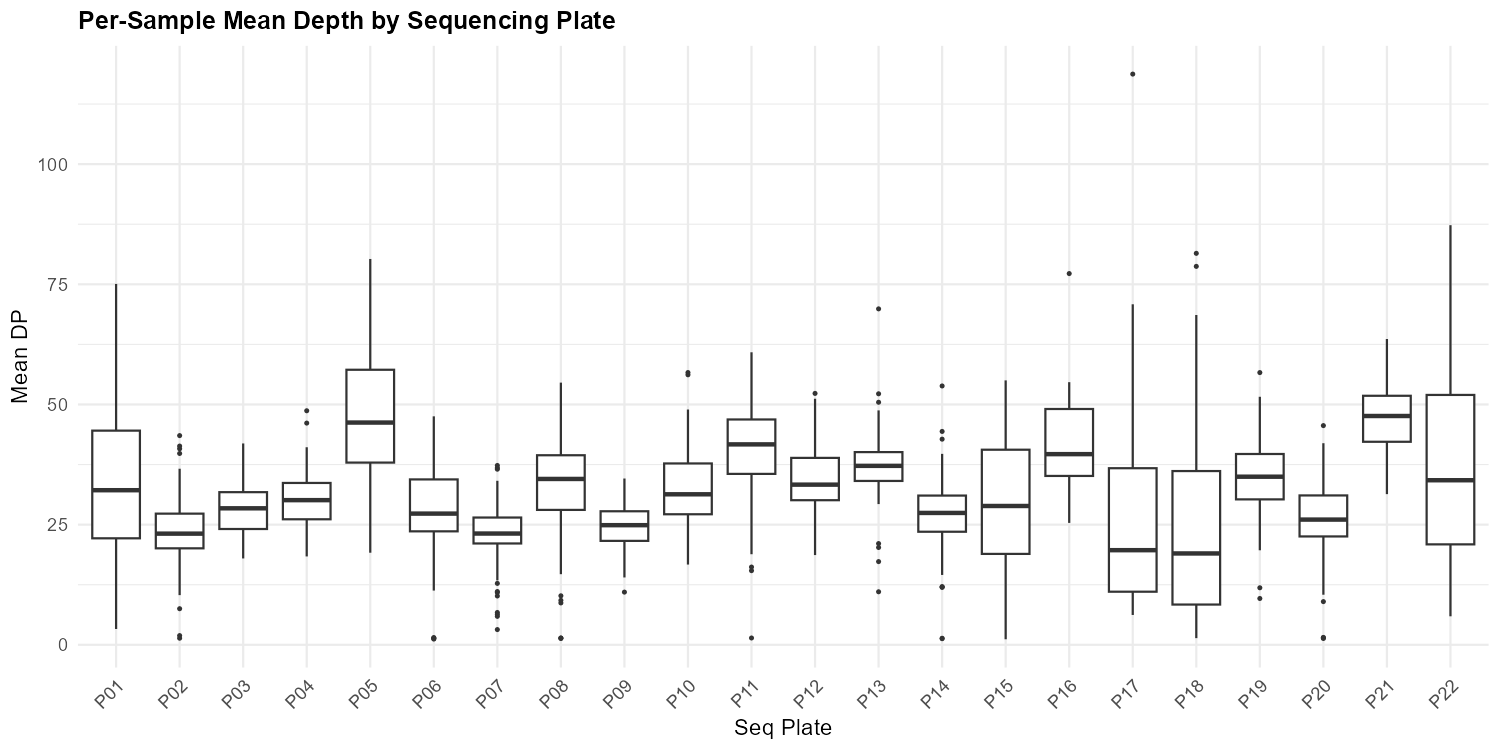 Per-Sample Mean Depth by Sequencing Plate
Mean DP
100
75
50
25
0
P01 P02 P03 P04 P05 P06 P07 P08 P09 P10 P11 P12 P13 P14 P15 P16 P17 P18 P19 P20 P21 P22
Seq Plate